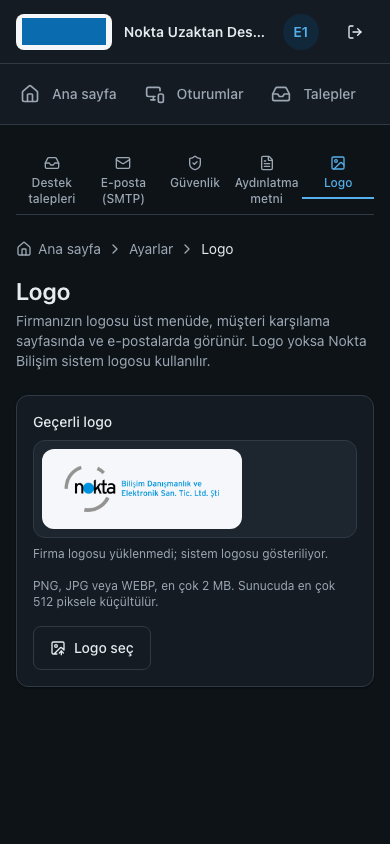 Nokta Uzaktan Des...
E1
Ana sayfa
Oturumlar
Talepler
Destek
talepleri
E-posta
(SMTP)
Güvenlik
Aydınlatma
metni
Logo
Ana sayfa
Ayarlar
Logo
Logo
Firmanızın logosu üst menüde, müşteri karşılama
sayfasında ve e-postalarda görünür. Logo yoksa Nokta
Bilişim sistem logosu kullanılır.
Geçerli logo
nokta
Bilişim Danışmanlık ve
Elektronik San. Tic. Ltd. Şti
Firma logosu yüklenmedi; sistem logosu gösteriliyor.
PNG, JPG veya WEBP, en çok 2 MB. Sunucuda en çok
512 piksele küçültülür.
Logo seç